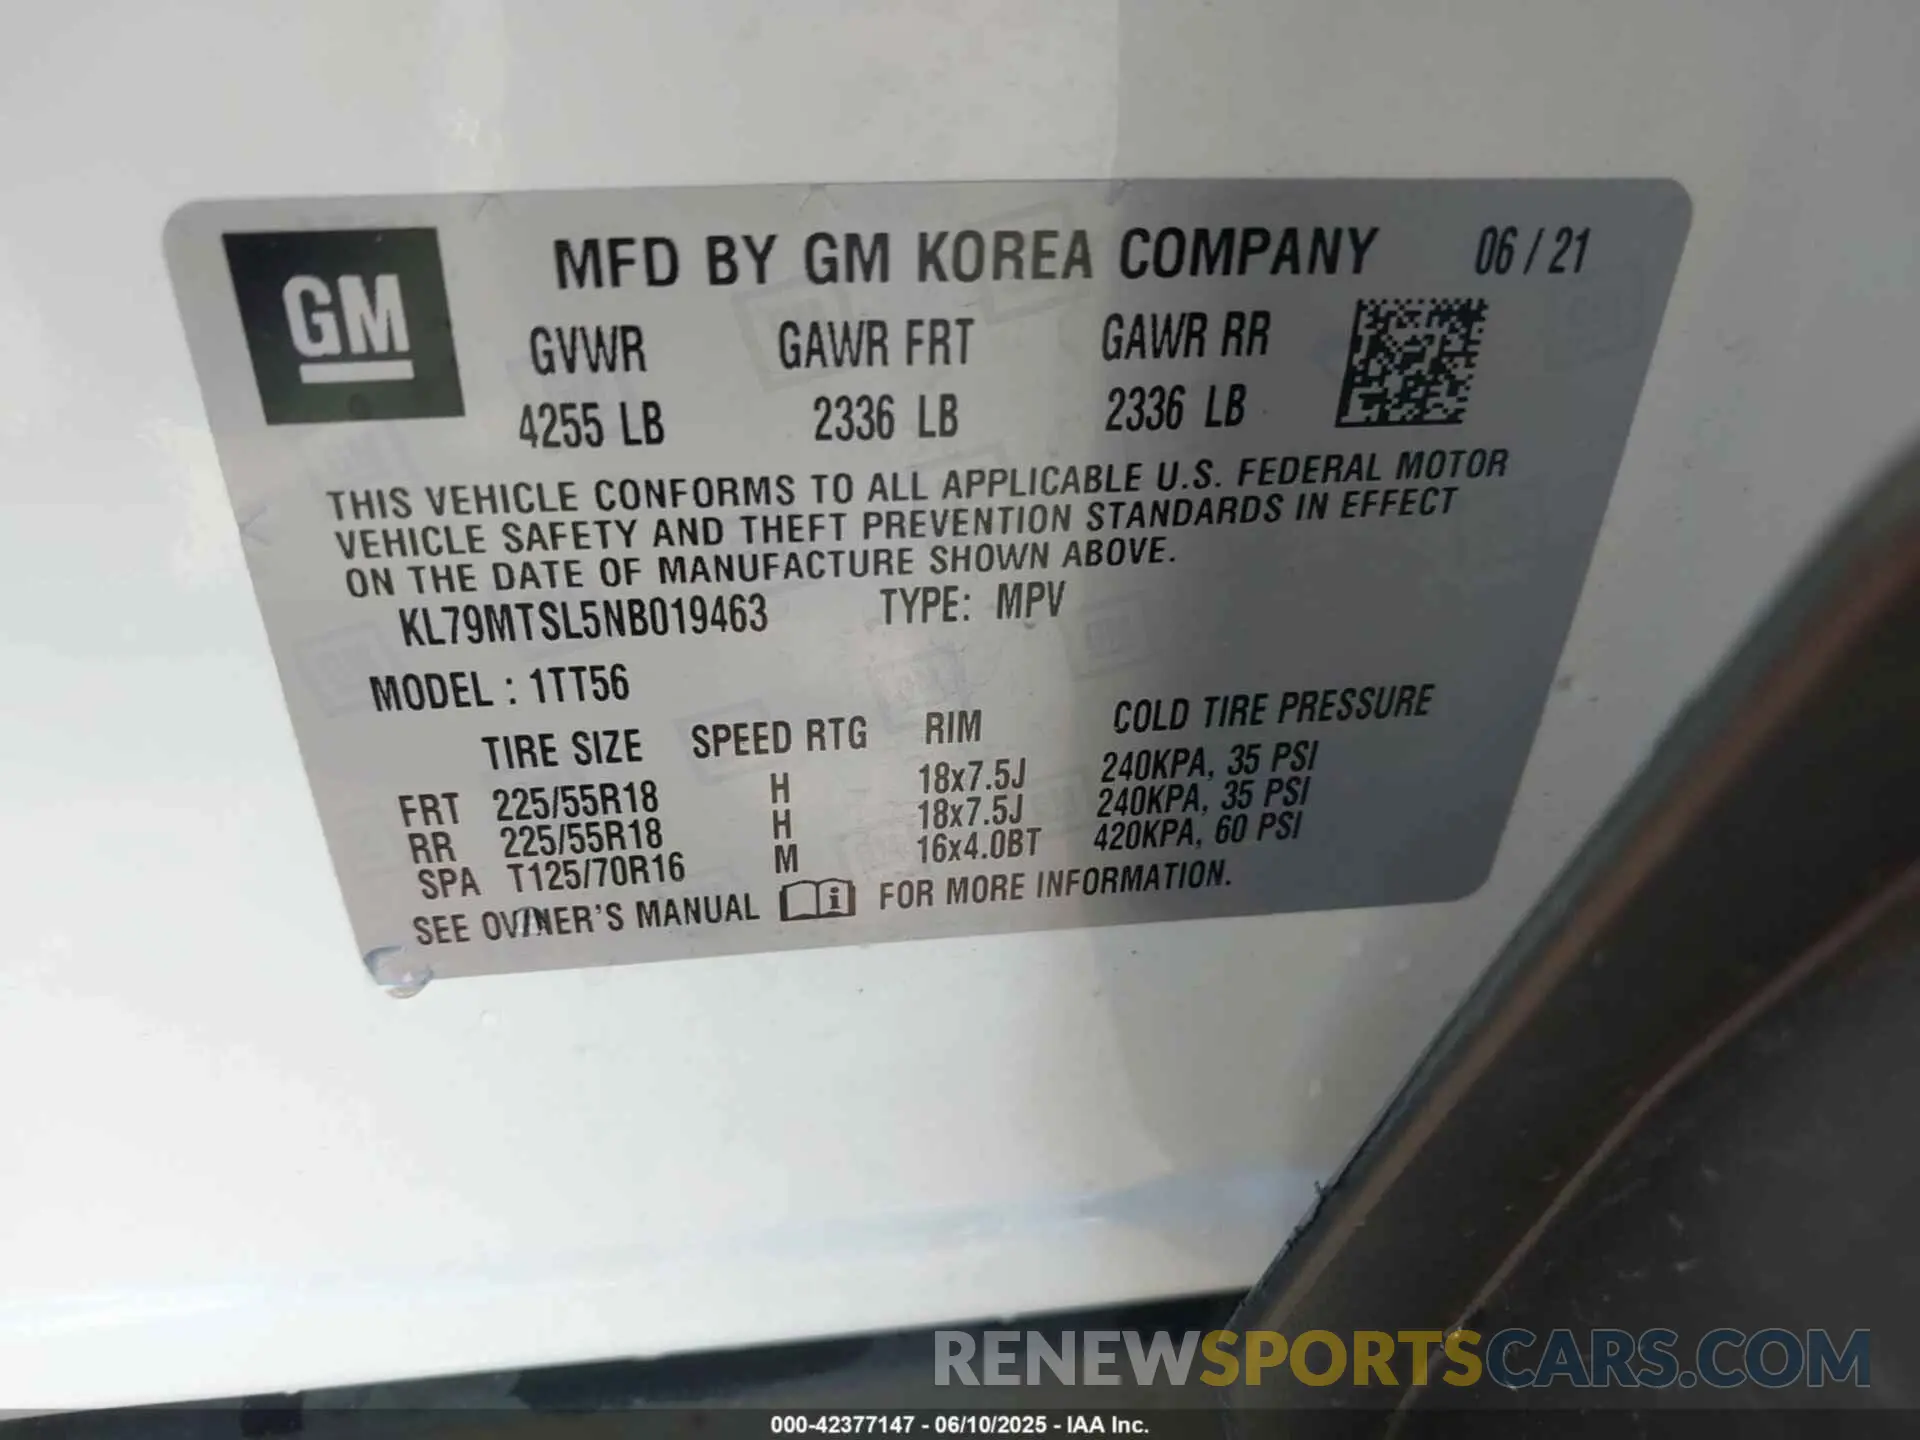 GM
MFD BY GM KOREA COMPANY 06/21
GVWR GAWR FRT GAWR RR
4255 LB 2336 LB 2336 LB
THIS VEHICLE CONFORMS TO ALL APPLICABLE U.S. FEDERAL MOTOR
VEHICLE SAFETY AND THEFT PREVENTION STANDARDS IN EFFECT
ON THE DATE OF MANUFACTURE SHOWN ABOVE.
KL79MTSL5NB019463 TYPE: MPV
MODEL : 1TT56
TIRE SIZE SPEED RTG RIM COLD TIRE PRESSURE
FRT 225/55R18 H 18x7.5J 240KPA, 35 PSI
RR 225/55R18 H 18x7.5J 240KPA, 35 PSI
SPA T125/70R16 M 16x4.0BT 420KPA, 60 PSI
SEE OWNER'S MANUAL i FOR MORE INFORMATION.
RENEWSPORTSCARS.COM
000-42377147 - 06/10/2025 - IAA Inc.